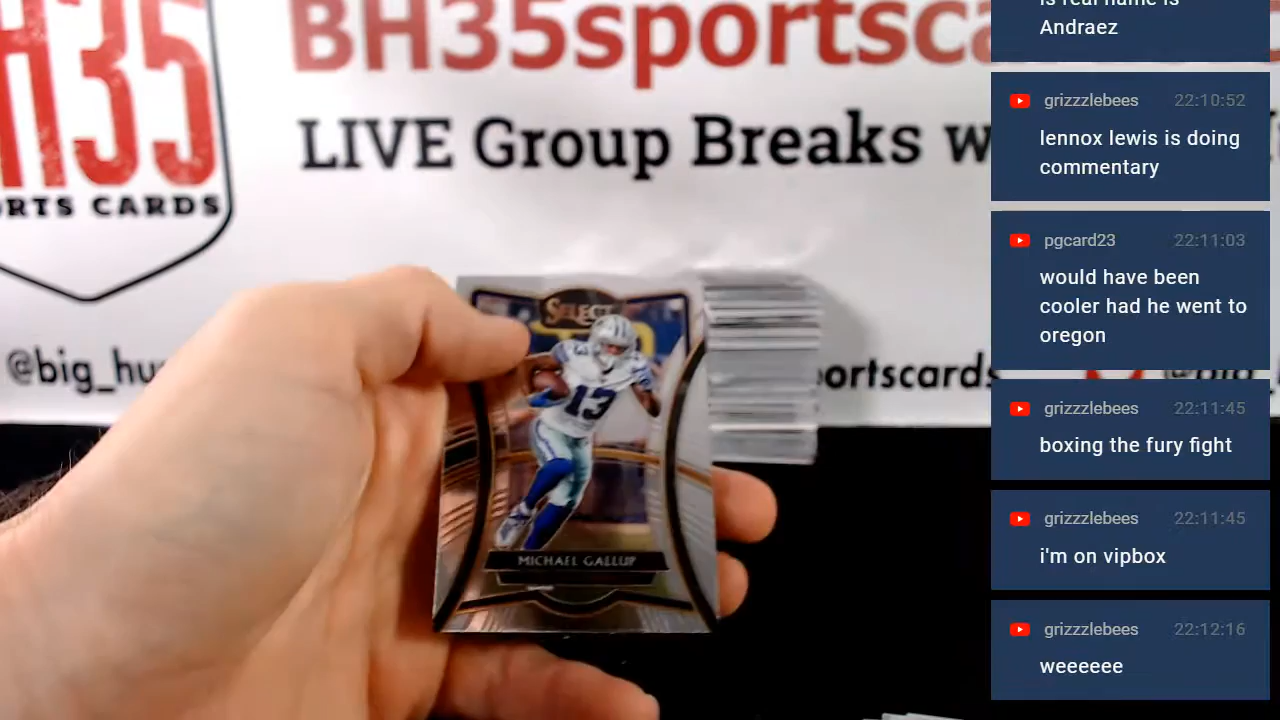 BH35sportsca
LIVE Group Breaks w
H35
RTS CARDS
@big_hu
ortscards
SELECT
13
13
MICHAEL GALLUP
is real name is
Andraez
grizzzlebees 22:10:52
lennox lewis is doing
commentary
pgcard23 22:11:03
would have been
cooler had he went to
oregon
grizzzlebees 22:11:45
boxing the fury fight
grizzzlebees 22:11:45
i'm on vipbox
grizzzlebees 22:12:16
weeeeee